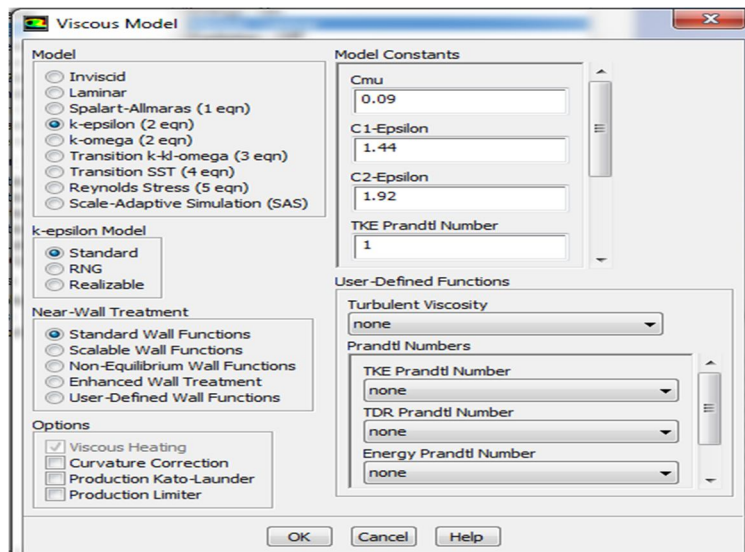 Viscous Model
Model
Inviscid
Laminar
Spalart-Allmaras (1 eqn)
k-epsilon (2 eqn)
k-omega (2 eqn)
Transition k-kl-omega (3 eqn)
Transition SST (4 eqn)
Reynolds Stress (5 eqn)
Scale-Adaptive Simulation (SAS)
k-epsilon Model
Standard
RNG
Realizable
Near-Wall Treatment
Standard Wall Functions
Scalable Wall Functions
Non-Equilibrium Wall Functions
Enhanced Wall Treatment
User-Defined Wall Functions
Options
Viscous Heating
Curvature Correction
Production Kato-Launder
Production Limiter
Model Constants
Cmu
0.09
C1-Epsilon
1.44
C2-Epsilon
1.92
TKE Prandtl Number
1
User-Defined Functions
Turbulent Viscosity
none
Prandtl Numbers
TKE Prandtl Number
none
TDR Prandtl Number
none
Energy Prandtl Number
none
OK
Cancel
Help